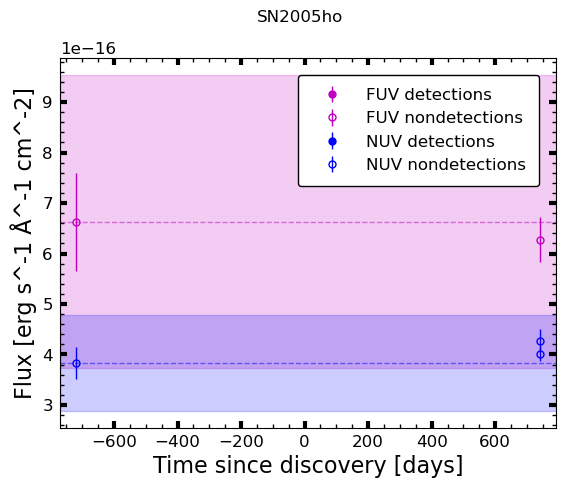 SN2005ho
1e−16
FUV detections
FUV nondetections
NUV detections
NUV nondetections
9
8
7
6
5
4
3
Flux [erg s^-1 Å^-1 cm^-2]
−600 −400 −200 0 200 400 600
Time since discovery [days]